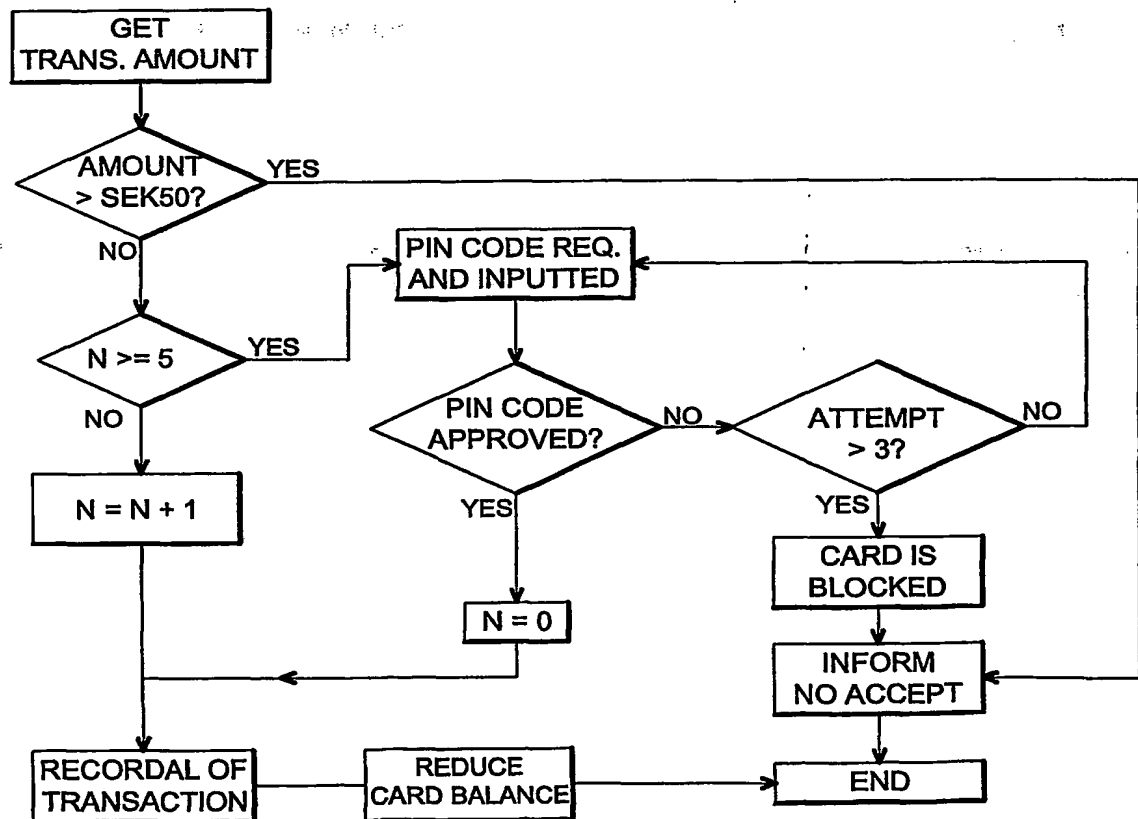 GET
TRANS. AMOUNT
AMOUNT
> SEK50?
YES
NO
PIN CODE REQ.
AND INPUTTED
N >= 5
YES
NO
PIN CODE
APPROVED?
NO
YES
ATTEMPT
> 3?
NO
YES
N = N + 1
CARD IS
BLOCKED
N = 0
INFORM
NO ACCEPT
RECORDAL OF
TRANSACTION
REDUCE
CARD BALANCE
END